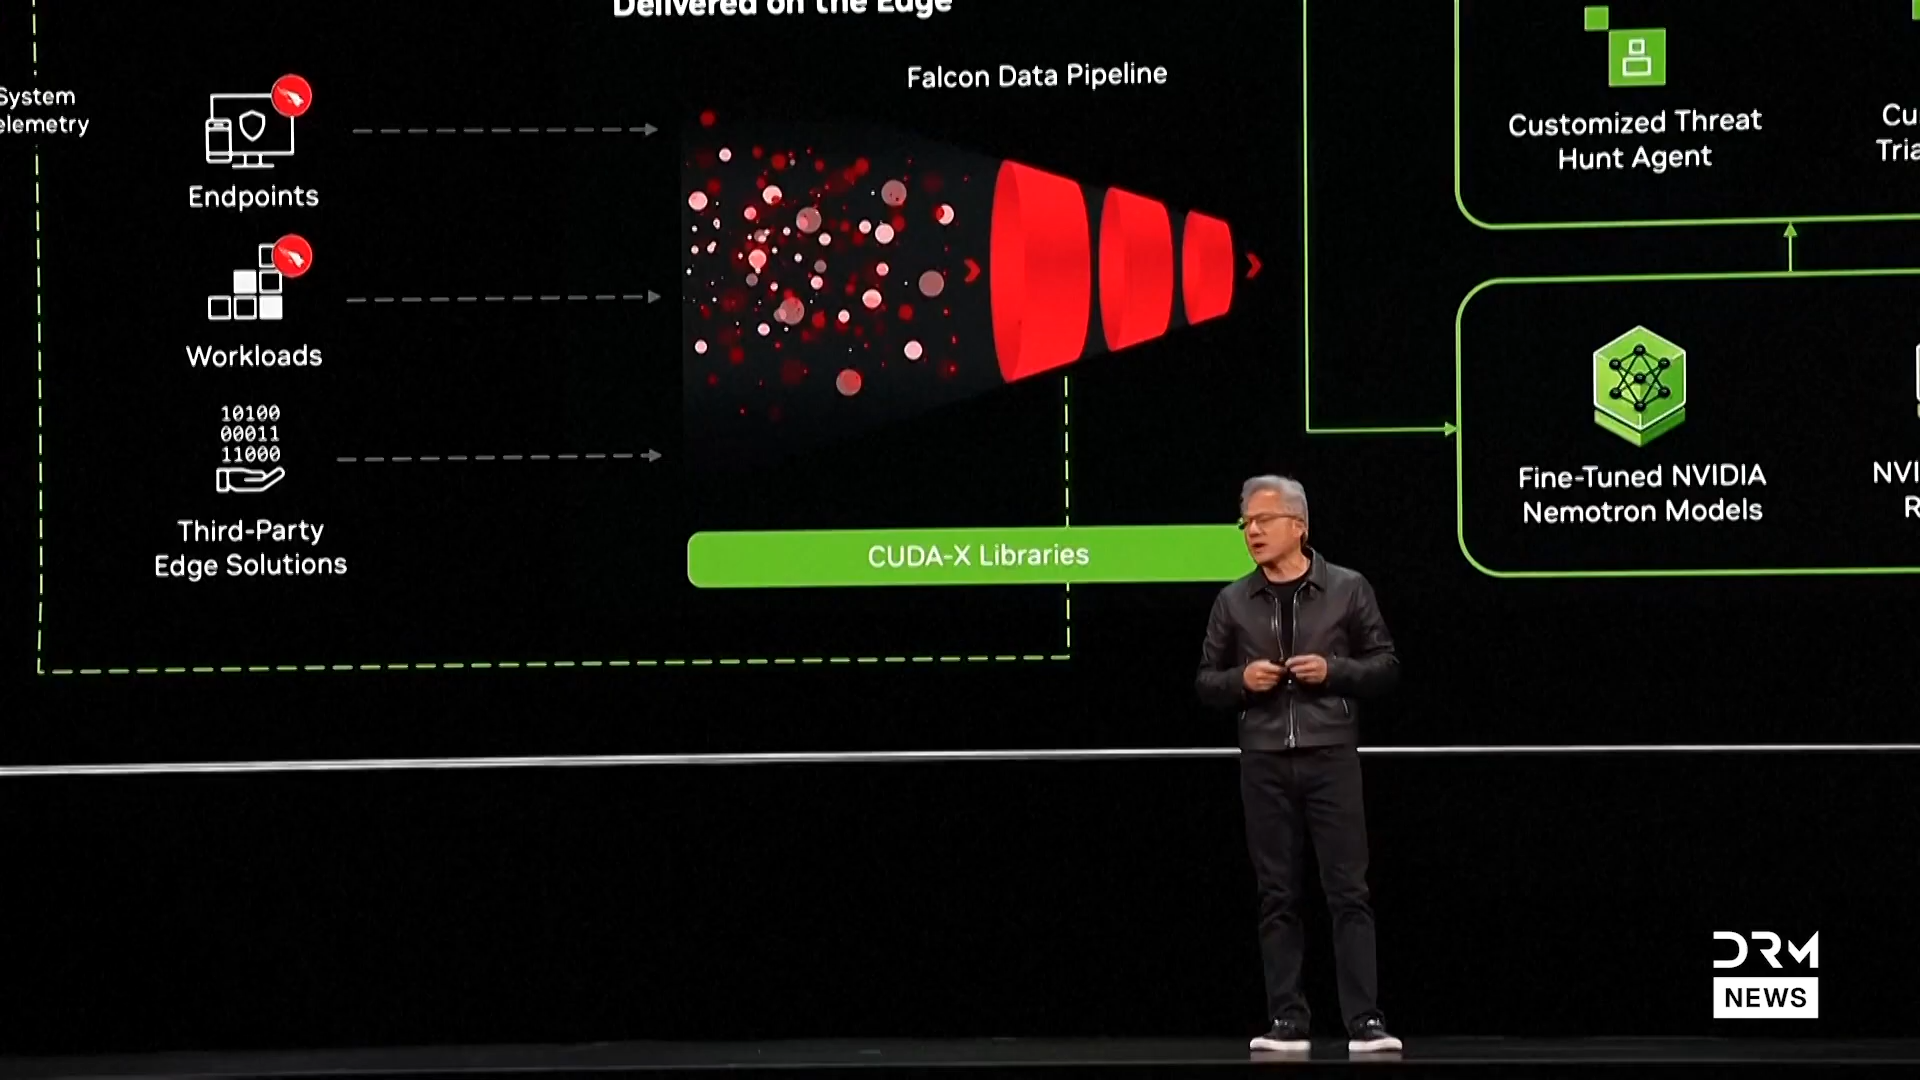 Delivered on the Edge
System
elemetry
Endpoints
Workloads
10100
00011
11000
Third-Party
Edge Solutions
Falcon Data Pipeline
CUDA-X Libraries
Customized Threat
Hunt Agent
Cu
Tria
Fine-Tuned NVIDIA
Nemotron Models
NVI
R
DRM
NEWS